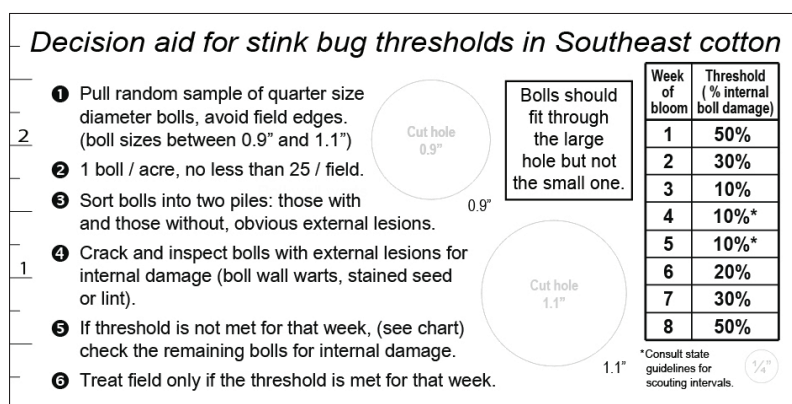 Decision aid for stink bug thresholds in Southeast cotton
❶ Pull random sample of quarter size
diameter bolls, avoid field edges.
(boll sizes between 0.9” and 1.1”)
❷ 1 boll / acre, no less than 25 / field.
❸ Sort bolls into two piles: those with
and those without, obvious external lesions.
❹ Crack and inspect bolls with external lesions for
internal damage (boll wall warts, stained seed
or lint).
❺ If threshold is not met for that week, (see chart)
check the remaining bolls for internal damage.
❻ Treat field only if the threshold is met for that week.
2
1
Cut hole
0.9”
0.9”
Bolls should
fit through
the large
hole but not
the small one.
Cut hole
1.1”
1.1”
Week of bloom Threshold ( % internal boll damage)
1 50%
2 30%
3 10%
4 10%*
5 10%*
6 20%
7 30%
8 50%
*Consult state
guidelines for
scouting intervals.
¼”